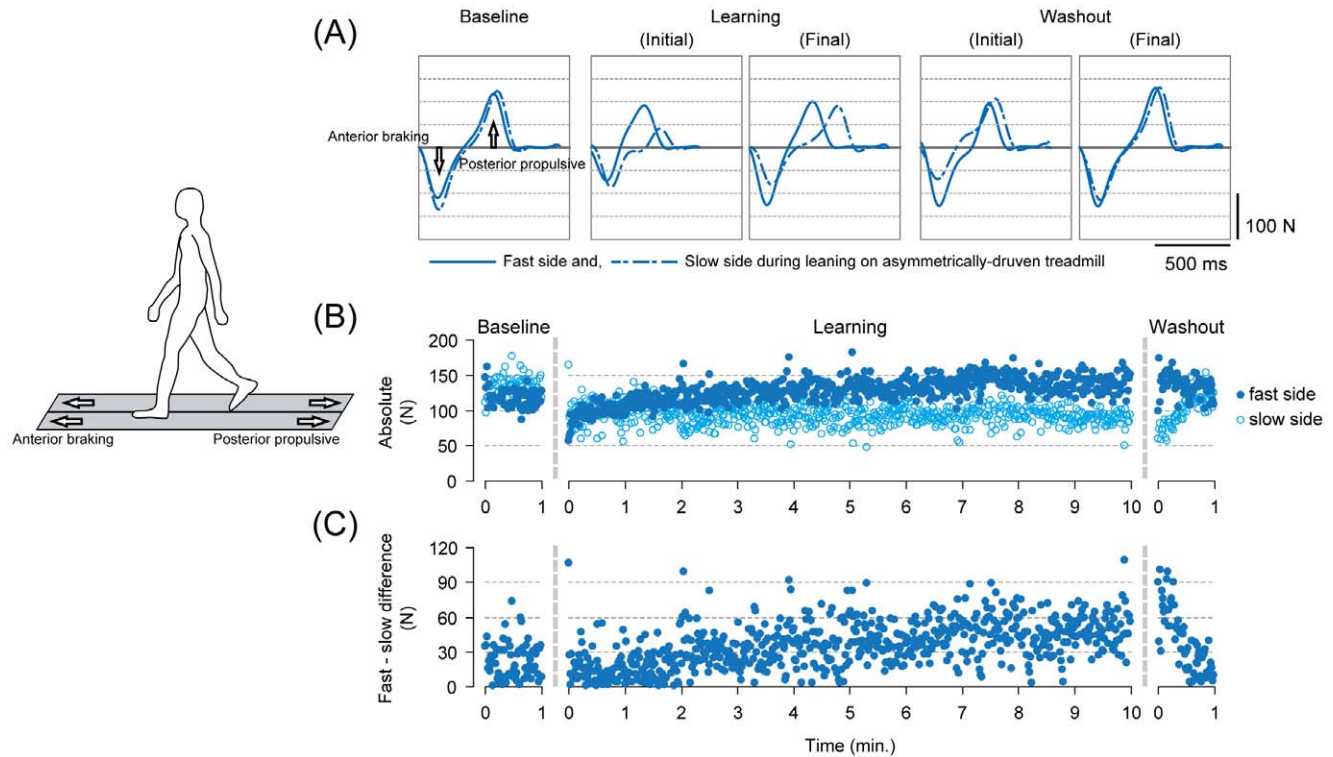 (A)
Baseline
Learning
Washout
(Initial)
(Final)
(Initial)
(Final)
Anterior braking
Posterior propulsive
100 N
500 ms
Fast side and,
Slow side during leaning on asymmetrically-druven treadmill
Anterior braking
Posterior propulsive
(B)
Baseline
Learning
Washout
Absolute
(N)
200
150
100
50
0
0 1
0 1 2 3 4 5 6 7 8 9 10
0 1
fast side
slow side
(C)
Fast - slow difference
(N)
120
90
60
30
0
0 1
0 1 2 3 4 5 6 7 8 9 10
0 1
Time (min.)